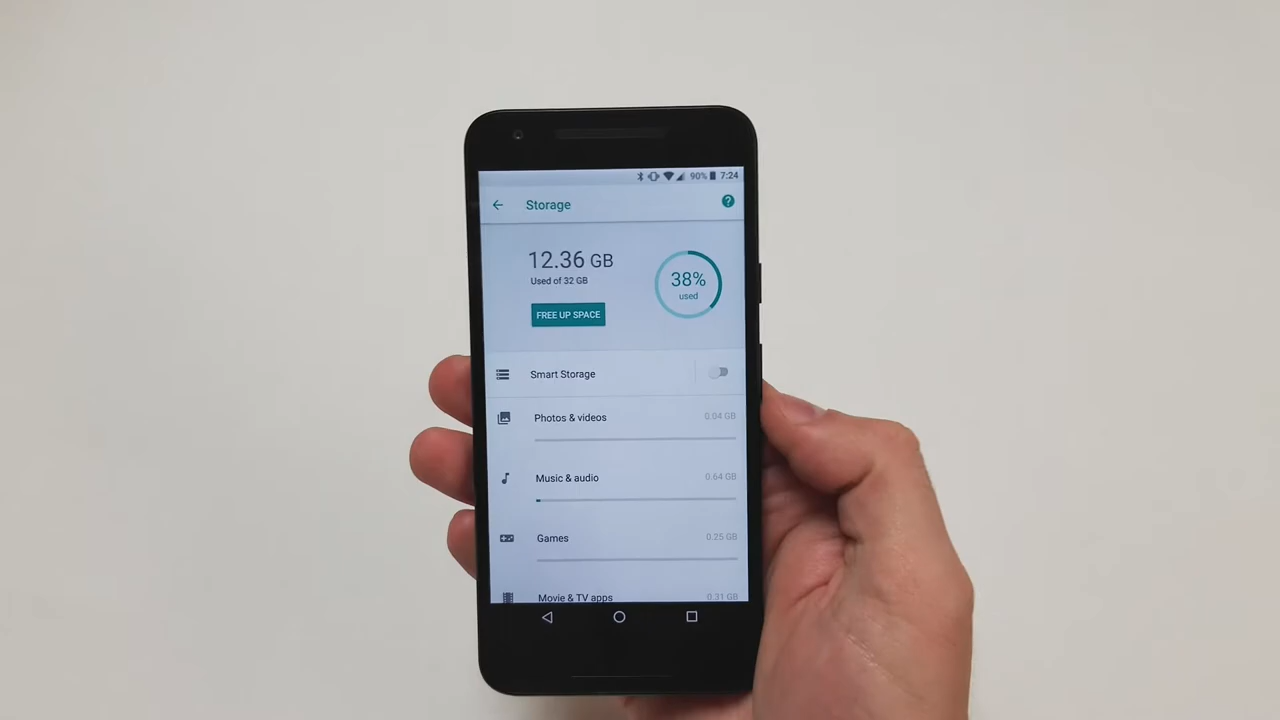 90% 7:24
Storage
?
12.36 GB
Used of 32 GB
38%
used
FREE UP SPACE
Smart Storage
Photos & videos 0.04 GB
Music & audio 0.64 GB
Games 0.25 GB
Movie & TV apps 0.31 GB